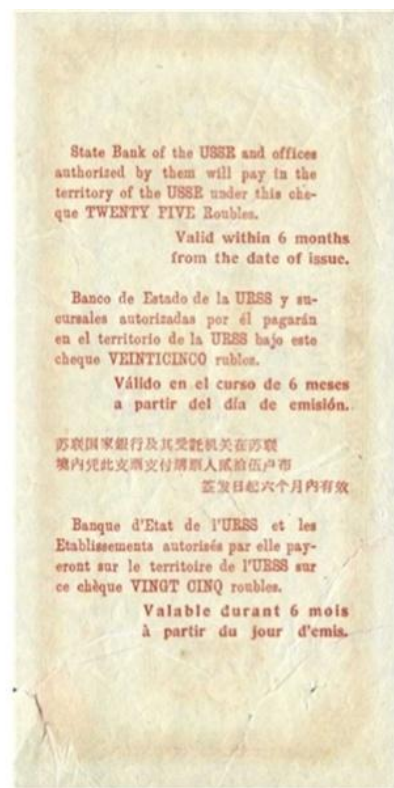 State Bank of the USSR and offices
authorized by them will pay in the
territory of the USSR under this che-
que TWENTY FIVE Roubles.
Valid within 6 months
from the date of issue.
Banco de Estado de la URSS y su-
cursales autorizadas por él pagarán
en el territorio de la URSS bajo este
cheque VEINTICINCO rublos.
Válido en el curso de 6 meses
a partir del día de emisión.
苏联国家銀行及其受託机关在苏联
境内凭此支票支付購票人貳拾伍卢布
签发日起六个月内有效
Banque d'Etat de l'URSS et les
Etablissements autorisés par elle pay-
eront sur le territoire de l'URSS sur
ce chèque VINGT CINQ roubles.
Valable durant 6 mois
à partir du jour d'emis.